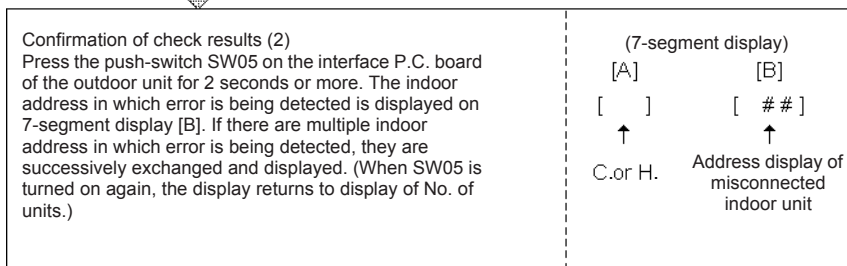 Confirmation of check results (2)
Press the push-switch SW05 on the interface P.C. board
of the outdoor unit for 2 seconds or more. The indoor
address in which error is being detected is displayed on
7-segment display [B]. If there are multiple indoor
address in which error is being detected, they are
successively exchanged and displayed. (When SW05 is
turned on again, the display returns to display of No. of
units.)
(7-segment display)
[A] [B]
[ ] [ ##]
↑ ↑
C.or H. Address display of
misconnected
indoor unit